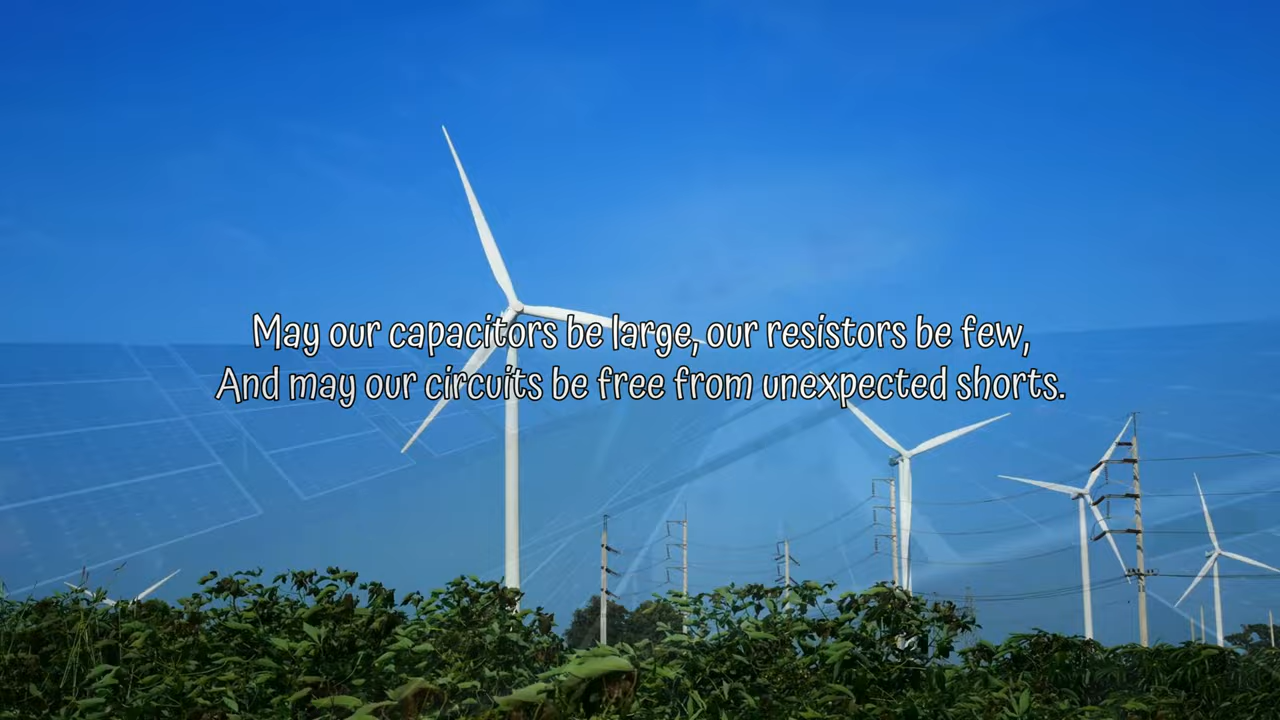 May our capacitors be large, our resistors be few,
And may our circuits be free from unexpected shorts.